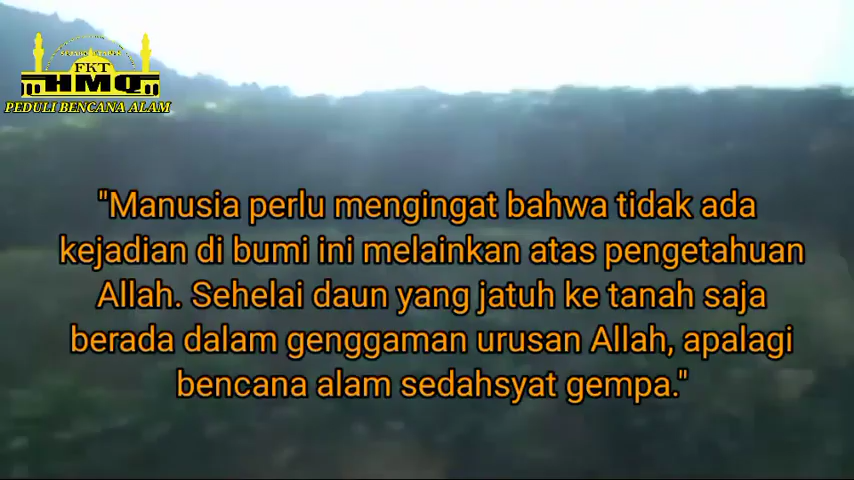 FKT
HMQ
PEDULI BENCANA ALAM
"Manusia perlu mengingat bahwa tidak ada
kejadian di bumi ini melainkan atas pengetahuan
Allah. Sehelai daun yang jatuh ke tanah saja
berada dalam genggaman urusan Allah, apalagi
bencana alam sedahsyat gempa."